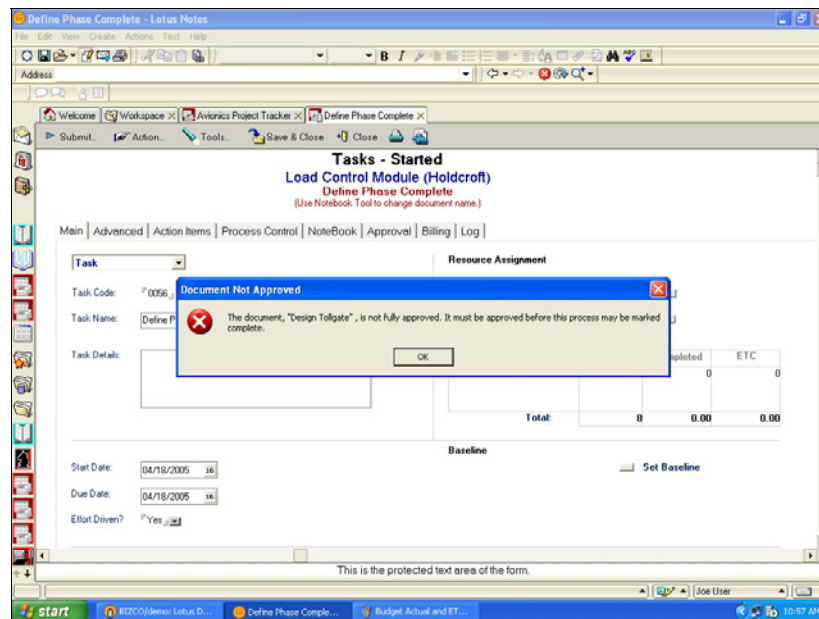 Define Phase Complete - Lotus Notes
File Edit View Create Actions Text Help
Address
Welcome Workspace Avionics Project Tracker Define Phase Complete
Submit.. Action.. Tools.. Save & Close Close
Tasks - Started
Load Control Module (Holdcroft)
Define Phase Complete
(Use Notebook Tool to change document name.)
Main Advanced Action Items Process Control NoteBook Approval Billing Log
Task
Resource Assignment
Document Not Approved
Task Code: 0056
The document, "Design Tollgate" , is not fully approved. It must be approved before this process may be marked
complete.
Task Name: Define P
OK
Task Details:
ompleted ETC
0 0
Total: 8 0.00 0.00
Baseline
Start Date: 04/18/2005 16
Set Baseline
Due Date: 04/18/2005 16
Effort Driven? Yes
This is the protected text area of the form.
Joe User
start BIZCO/demo: Lotus D... Define Phase Comple... Budget Actual and ET... 10:57 AM